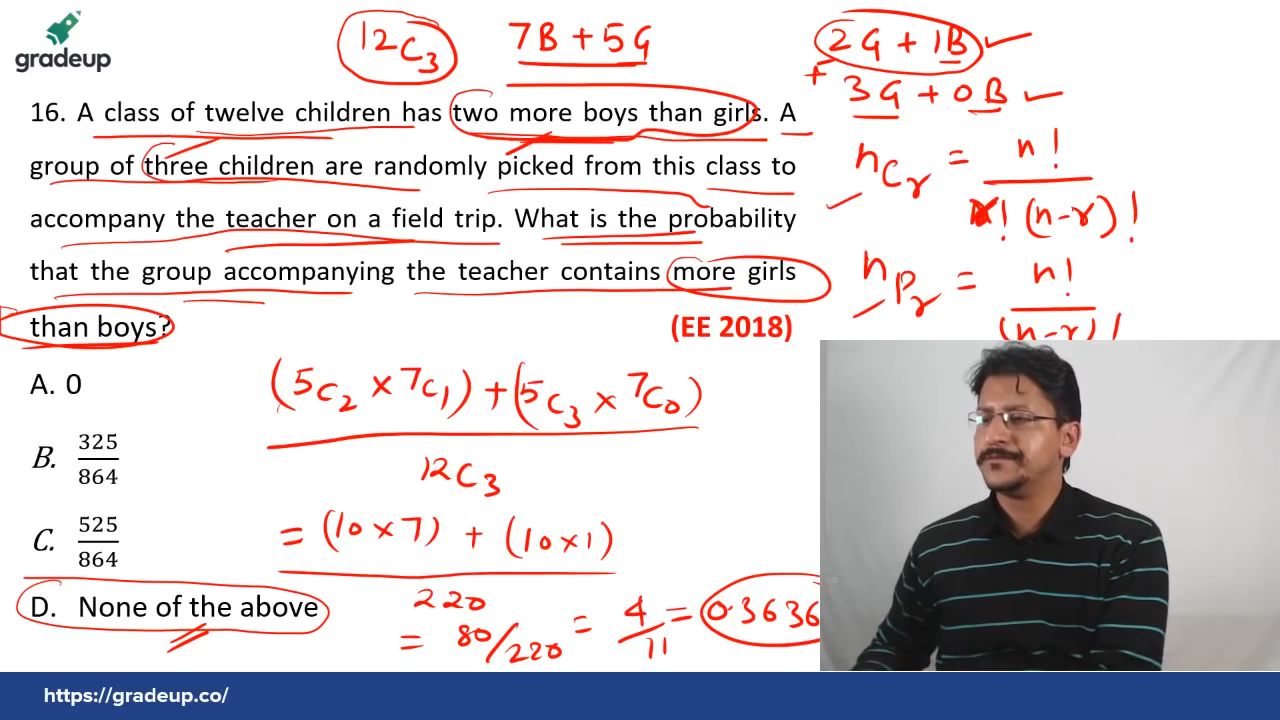 gradeup
12C3 7B + 5G 2G + 1B
+ 3G + 0B
16. A class of twelve children has two more boys than girls. A
group of three children are randomly picked from this class to
accompany the teacher on a field trip. What is the probability
that the group accompanying the teacher contains more girls
than boys?
(EE 2018)
nCr = n! / r! (n-r)!
nPr = n! / (n-r)!
A. 0
(5C2 × 7C1) + (5C3 × 7C0)
B. 325/864
12C3
C. 525/864
= (10 × 7) + (10 × 1)
D. None of the above
220
= 80/220 = 4/11 = 0.3636
https://gradeup.co/